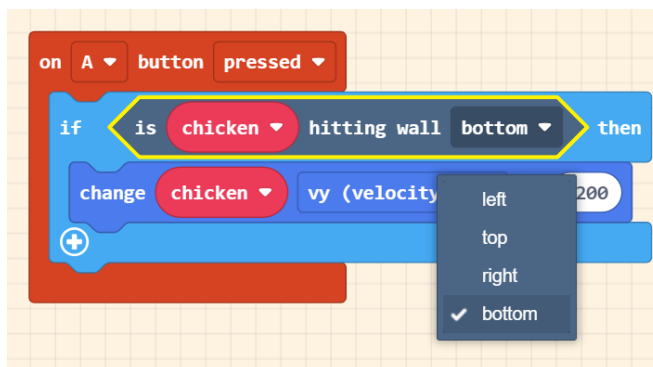 on A button pressed
if is chicken hitting wall bottom then
change chicken vy (velocity 200
left
top
right
bottom